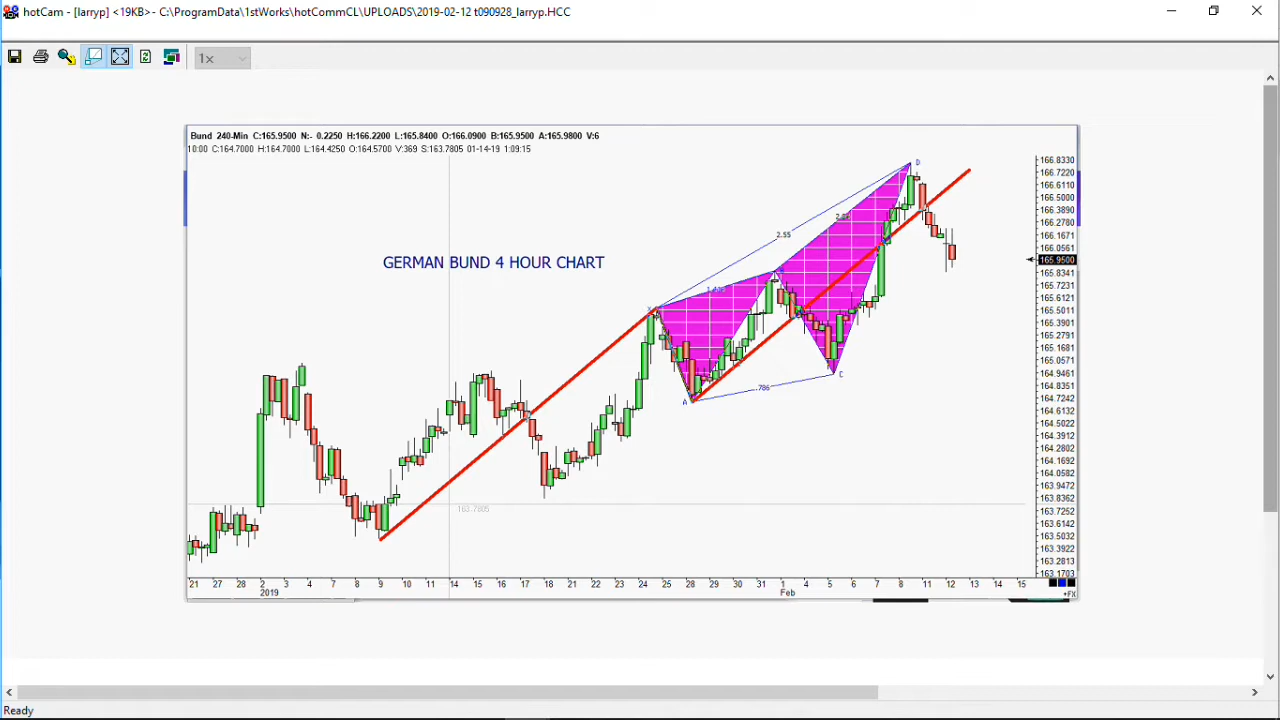 hotCam - [larryp] <19KB>- C:\ProgramData\1stWorks\hotCommCL\UPLOADS\2019-02-12 t090928_larryp.HCC
1x
Bund 240-Min C:165.9500 N:- 0.2250 H:166.2200 L:165.8400 O:166.0900 B:165.9500 A:165.9800 V:6
10:00 C:164.7000 H:164.7000 L:164.4250 O:164.5700 V:369 S:163.7805 01-14-19 1:09:15
166.8330
D
166.7220
166.6110
166.5000
166.3890
166.2780
2.55
166.1671
166.0561
GERMAN BUND 4 HOUR CHART
165.9500
165.8341
165.7231
165.6121
X
165.5011
165.3901
165.2791
165.1681
165.0571
164.9461
C
164.8351
.786
164.7242
A
164.6132
164.5022
164.3912
164.2802
164.1692
164.0582
163.9472
163.8362
163.7805
163.7252
163.6142
163.5032
163.3922
163.2813
163.1703
21 27 28 2 3 4 7 8 9 10 11 14 15 16 17 18 21 22 23 24 25 28 29 30 31 1 4 5 6 7 8 11 12 13 14 15
2019 Feb
+FX
Ready